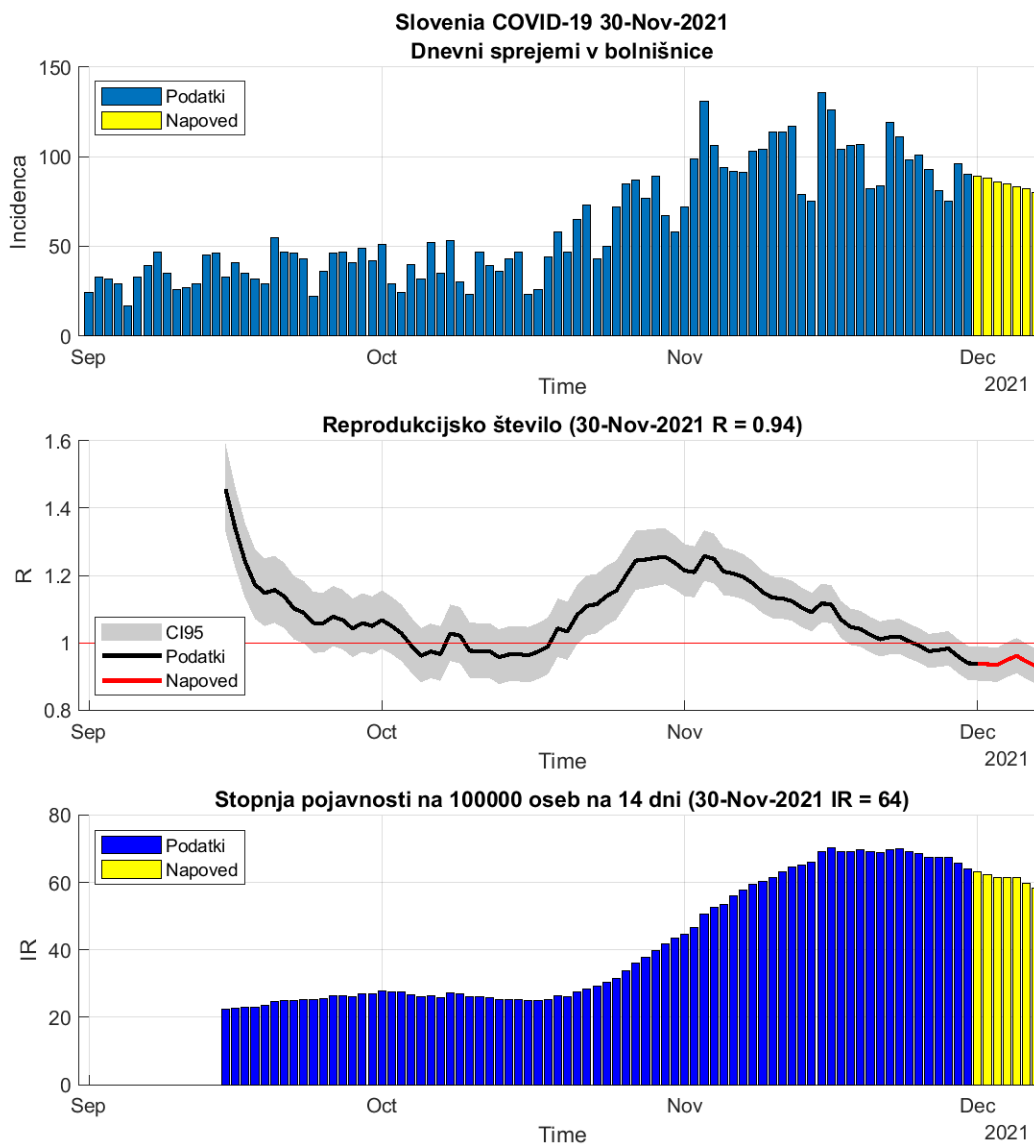 Slovenia COVID-19 30-Nov-2021
Dnevni sprejemi v bolnišnice
150
100
50
0
Incidenca
Podatki
Napoved
Sep
Oct
Nov
Dec
Time
2021
Reprodukcijsko število (30-Nov-2021 R = 0.94)
1.6
1.4
1.2
1
0.8
R
CI95
Podatki
Napoved
Sep
Oct
Nov
Dec
Time
2021
Stopnja pojavnosti na 100000 oseb na 14 dni (30-Nov-2021 IR = 64)
80
60
40
20
0
IR
Podatki
Napoved
Sep
Oct
Nov
Dec
Time
2021